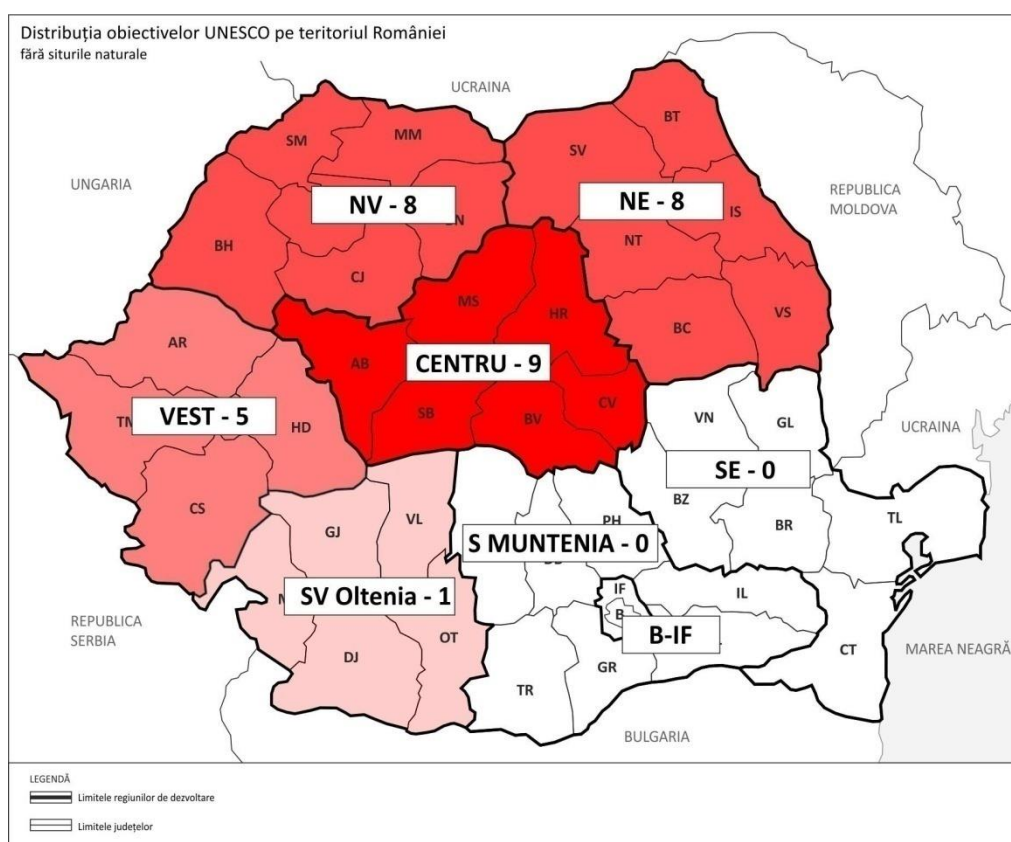 Distribuția obiectivelor UNESCO pe teritoriul României
fără siturile naturale
UCRAINA
BT
SM
MM
SV
UNGARIA
REPUBLICA
MOLDOVA
NV - 8
NE - 8
IS
BH
NT
CJ
MS
HR
VS
BC
AR
AB
CENTRU - 9
CV
SB
BV
VEST - 5
HD
VN
GL
UCRAINA
SE - 0
CS
BZ
TL
GJ
VL
PH
BR
S MUNTENIA - 0
SV Oltenia - 1
IF
IL
B
REPUBLICA
SERBIA
OT
B-IF
DJ
GR
CT
MAREA NEAGRĂ
TR
BULGARIA
LEGENDĂ
Limitele regiunilor de dezvoltare
Limitele județelor